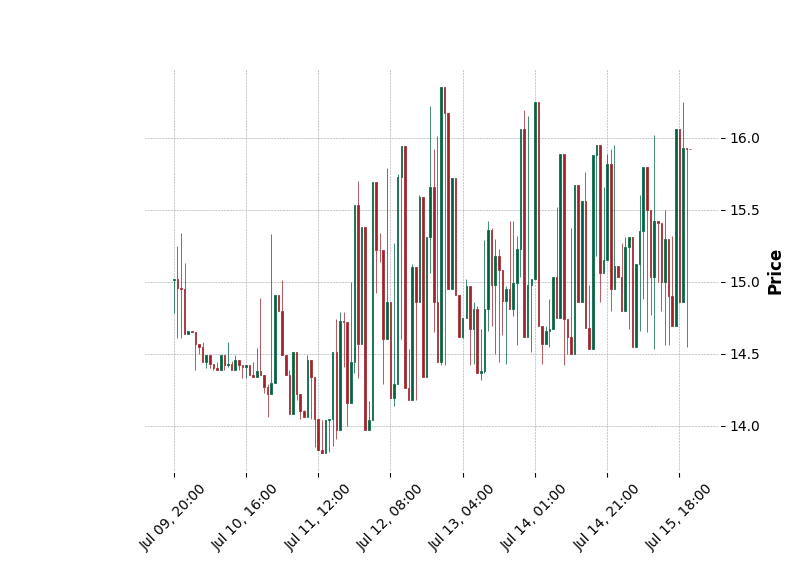 16.0
15.5
15.0
14.5
14.0
Price
Jul 09, 20:00
Jul 10, 16:00
Jul 11, 12:00
Jul 12, 08:00
Jul 13, 04:00
Jul 14, 01:00
Jul 14, 21:00
Jul 15, 18:00